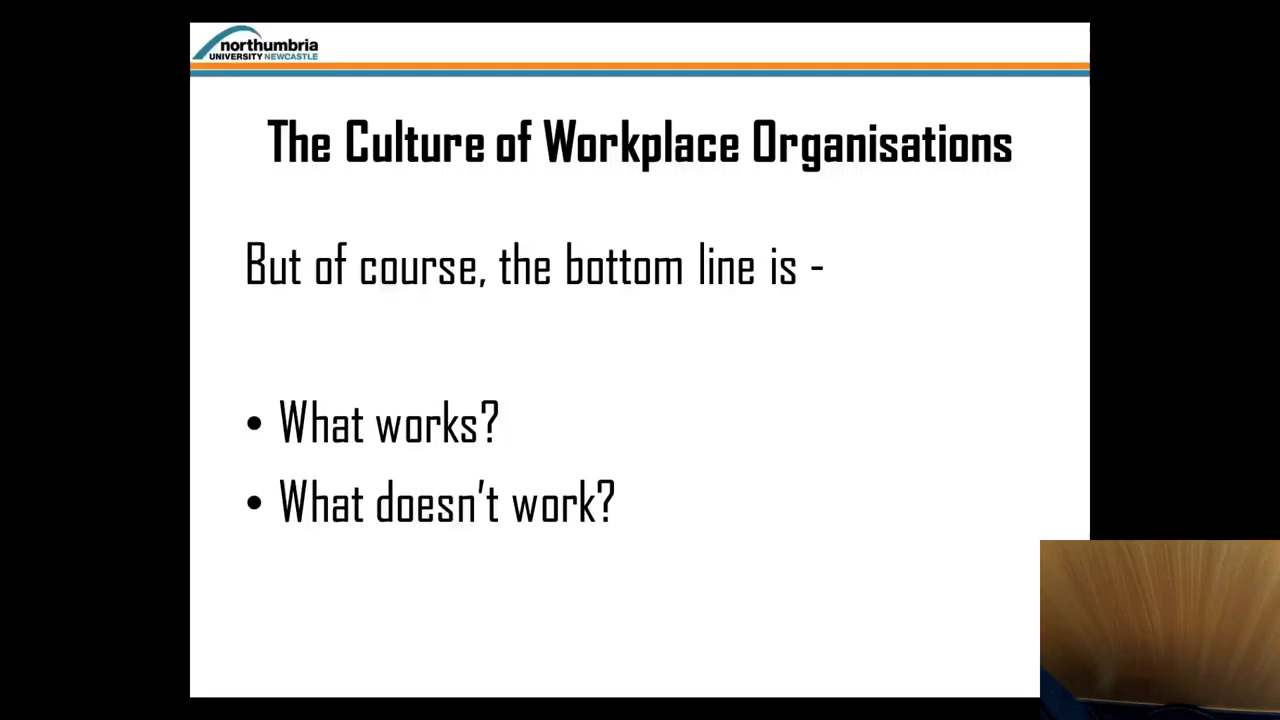 northumbria
UNIVERSITY NEWCASTLE
The Culture of Workplace Organisations
But of course, the bottom line is -
• What works?
• What doesn't work?